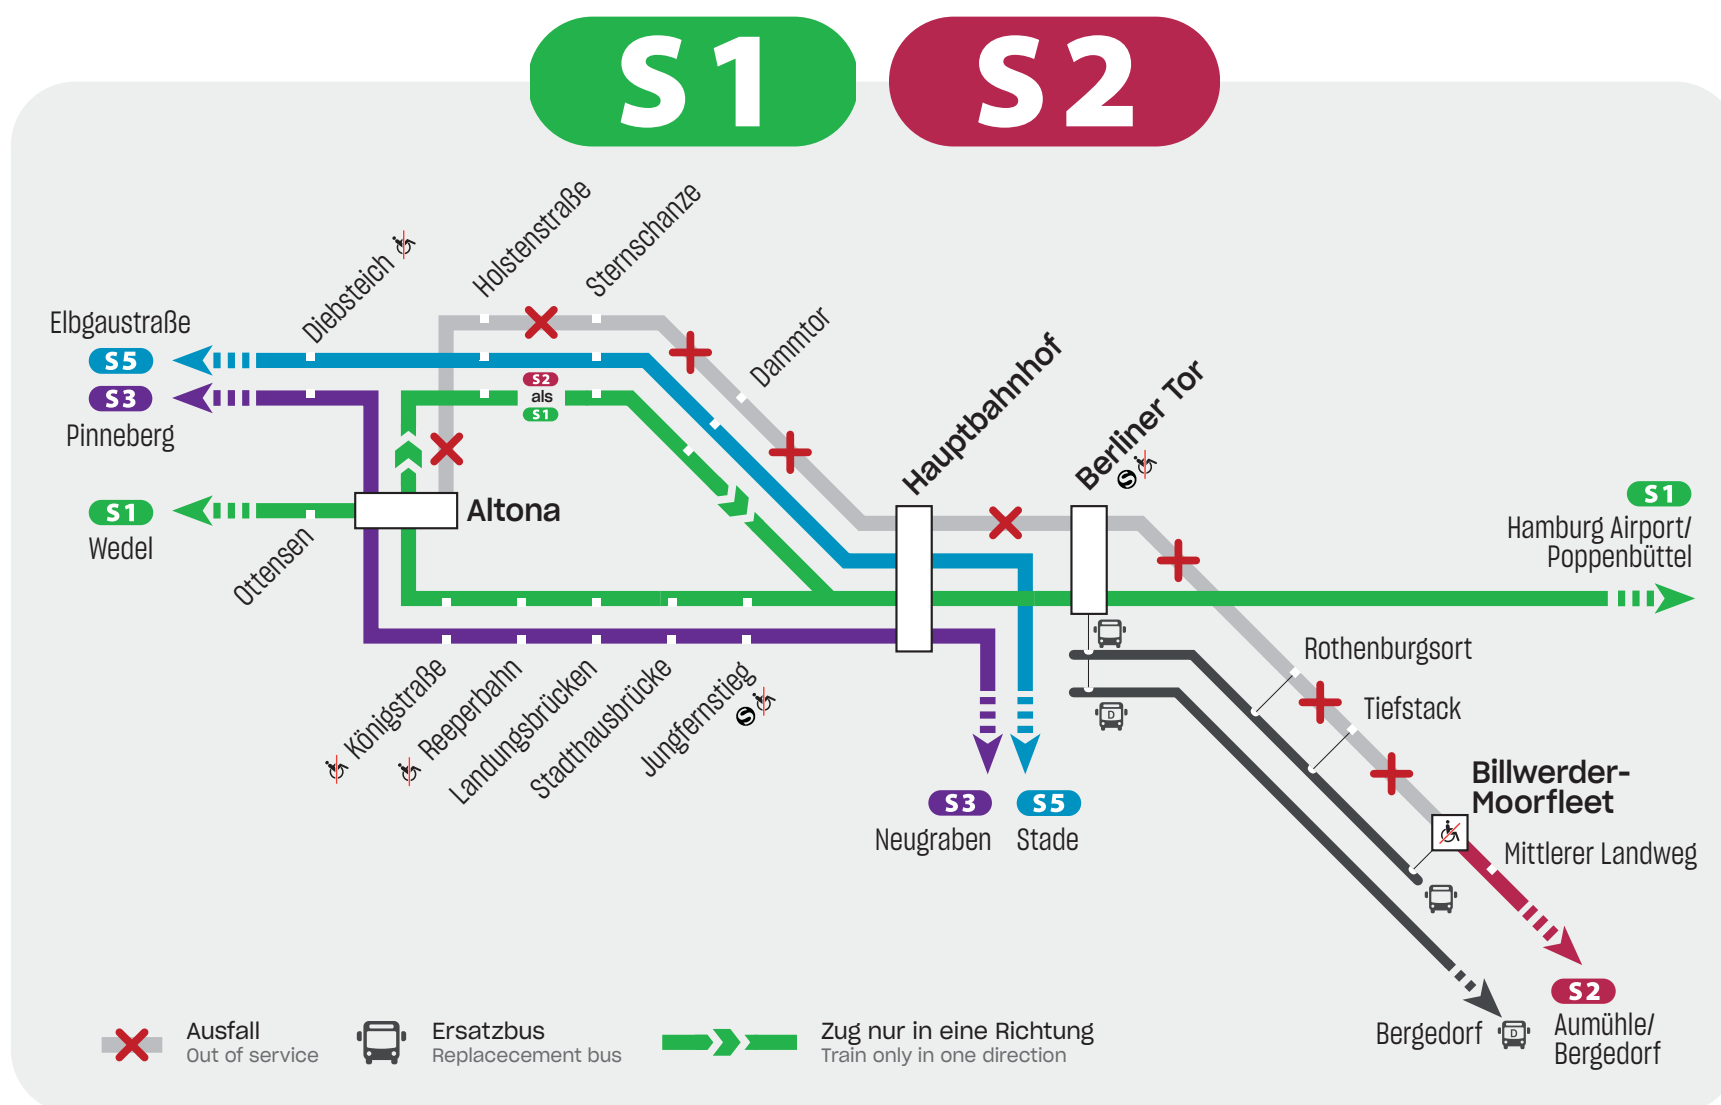 S1
S2
Holstenstraße
Sternschanze
Diebsteich
Dammtor
Elbgaustraße
S5
S3
Pinneberg
S2
als
S1
Hauptbahnhof
Berliner Tor
S
S1
Wedel
Ottensen
Altona
S1
Hamburg Airport/
Poppenbüttel
Königstraße
Reeperbahn
Landungsbrücken
Stadthausbrücke
Jungfernstieg
S
Rothenburgsort
Tiefstack
D
Billwerder-
Moorfleet
Mittlerer Landweg
S3
Neugraben
S5
Stade
S2
Aumühle/
Bergedorf
Bergedorf
D
Ausfall
Out of service
Ersatzbus
Replacecement bus
Zug nur in eine Richtung
Train only in one direction